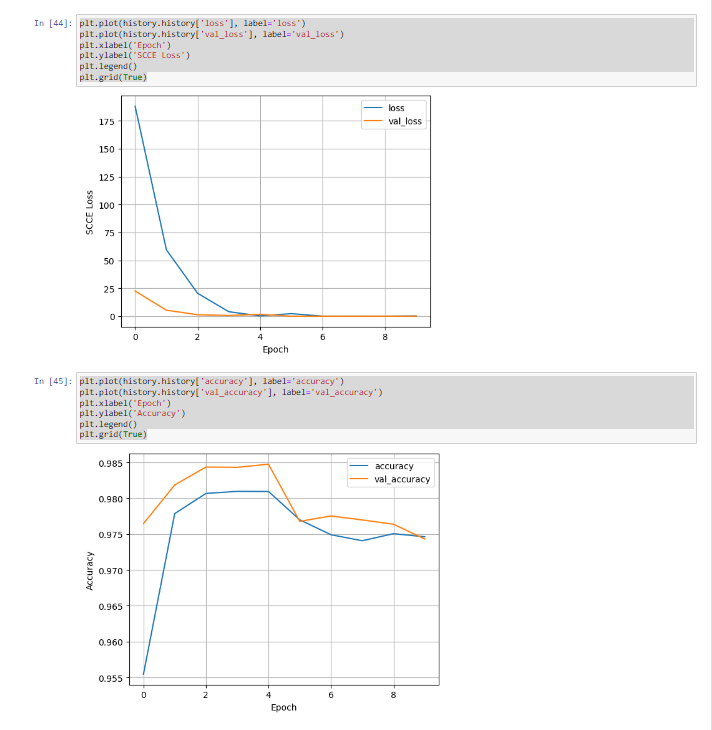 In [44]: plt.plot(history.history['loss'], label='loss')
plt.plot(history.history['val_loss'], label='val_loss')
plt.xlabel('Epoch')
plt.ylabel('SCCE Loss')
plt.legend()
plt.grid(True)
loss
val_loss
175
150
125
100
75
50
25
0
SCCE Loss
0 2 4 6 8
Epoch
In [45]: plt.plot(history.history['accuracy'], label='accuracy')
plt.plot(history.history['val_accuracy'], label='val_accuracy')
plt.xlabel('Epoch')
plt.ylabel('Accuracy')
plt.legend()
plt.grid(True)
accuracy
val_accuracy
0.985
0.980
0.975
0.970
0.965
0.960
0.955
Accuracy
0 2 4 6 8
Epoch